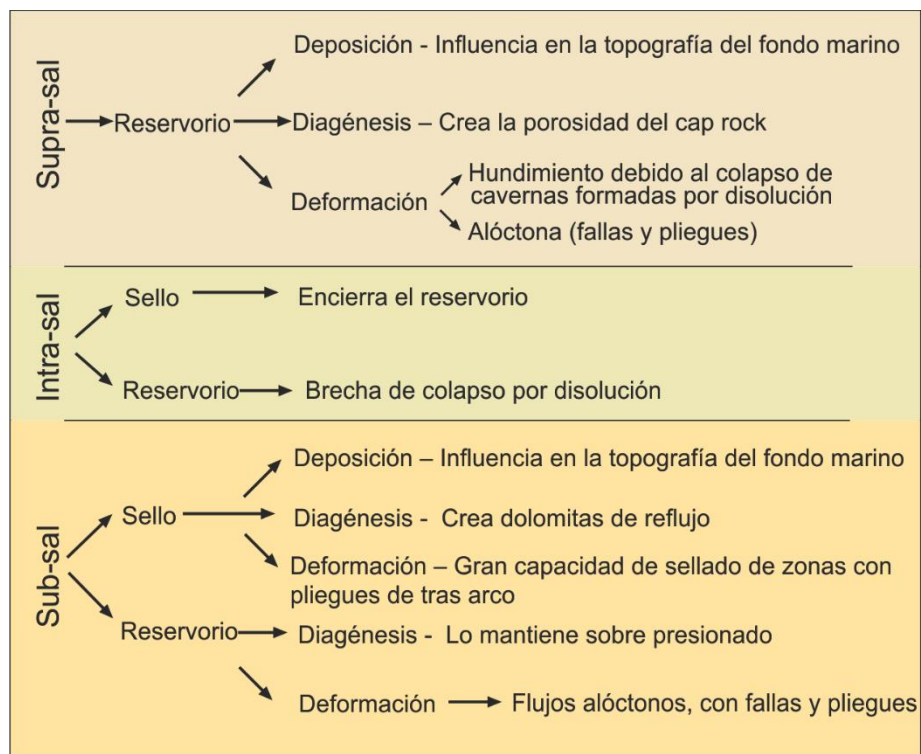 Supra-sal
Reservorio
Deposición - Influencia en la topografía del fondo marino
Diagénesis – Crea la porosidad del cap rock
Deformación
Hundimiento debido al colapso de
cavernas formadas por disolución
Alóctona (fallas y pliegues)
Intra-sal
Sello
Encierra el reservorio
Reservorio
Brecha de colapso por disolución
Sub-sal
Sello
Deposición – Influencia en la topografía del fondo marino
Diagénesis - Crea dolomitas de reflujo
Deformación – Gran capacidad de sellado de zonas con
pliegues de tras arco
Reservorio
Diagénesis - Lo mantiene sobre presionado
Deformación
Flujos alóctonos, con fallas y pliegues